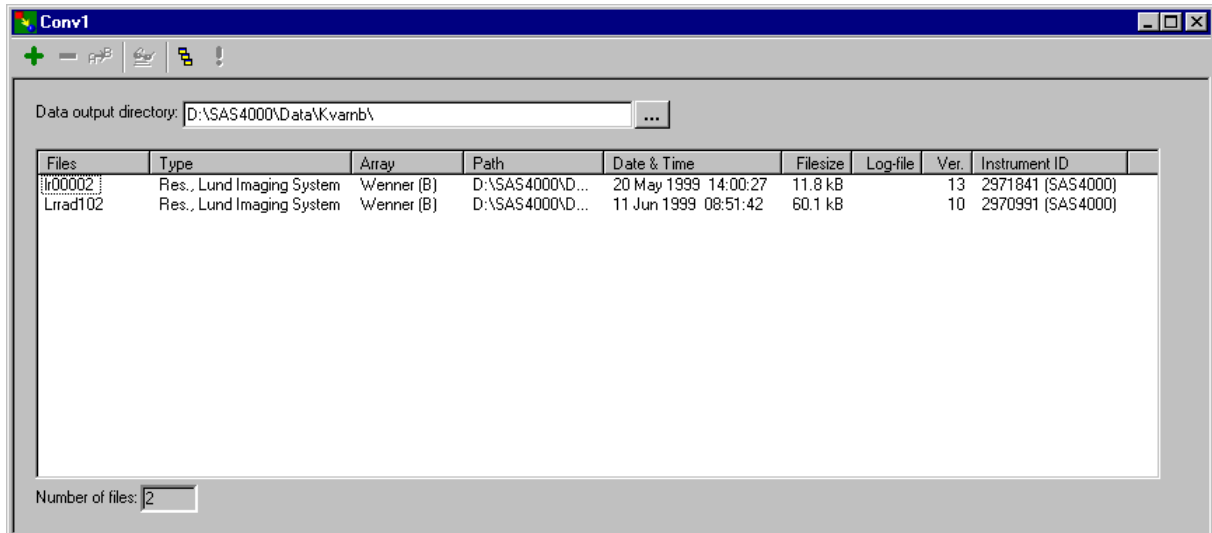 Conv1
Data output directory: D:\SAS4000\Data\Kvarnb\ ...
Files Type Array Path Date & Time Filesize Log-file Ver. Instrument ID
lr00002 Res., Lund Imaging System Wenner (B) D:\SAS4000\D... 20 May 1999 14:00:27 11.8 kB 13 2971841 (SAS4000)
Lrrad102 Res., Lund Imaging System Wenner (B) D:\SAS4000\D... 11 Jun 1999 08:51:42 60.1 kB 10 2970991 (SAS4000)
Number of files: 2